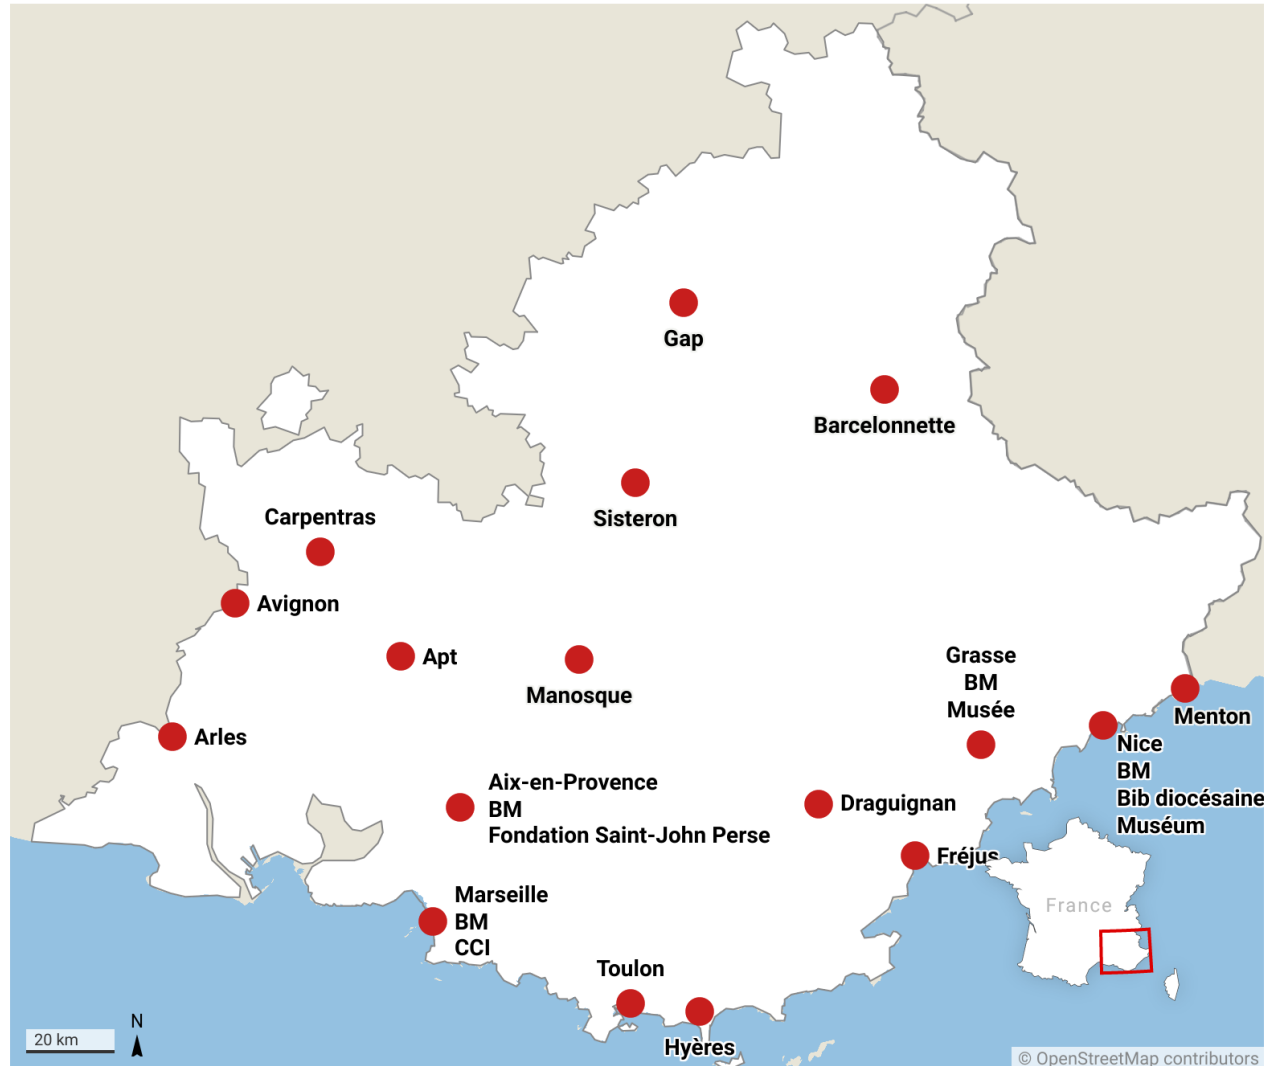 Gap
Barcelonnette
Sisteron
Carpentras
Avignon
Apt
Manosque
Grasse
BM
Musée
Menton
Arles
Nice
BM
Bib diocésaine
Muséum
Aix-en-Provence
BM
Fondation Saint-John Perse
Draguignan
Fréjus
Marseille
BM
CCI
France
Toulon
Hyères
N
20 km
© OpenStreetMap contributors